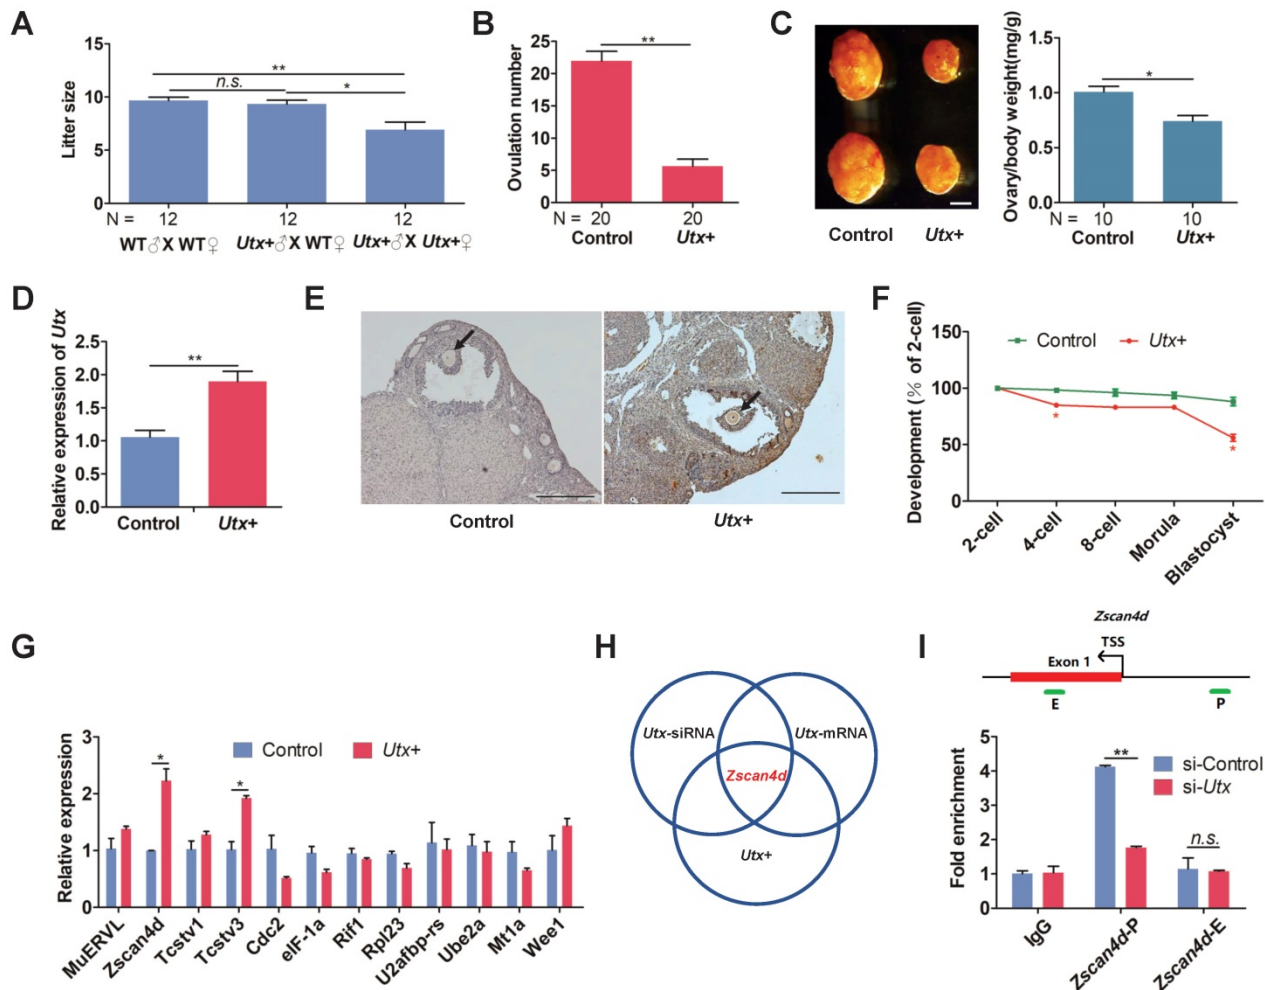 A
Litter size
15
10
5
0
**
n.s.
*
N = 12 12 12
WT♂X WT♀ Utx+♂X WT♀ Utx+♂X Utx+♀
B
Ovulation number
25
20
15
10
5
0
**
N = 20 20
Control Utx+
C
Control Utx+
Ovary/body weight(mg/g)
1.5
1.0
0.5
0.0
*
N = 10 10
Control Utx+
D
Relative expression of Utx
2.5
2.0
1.5
1.0
0.5
0.0
**
Control Utx+
E
Control Utx+
F
Development (% of 2-cell)
150
100
50
0
Control Utx+
*
*
2-cell
4-cell
8-cell
Morula
Blastocyst
G
Relative expression
3
2
1
0
Control Utx+
*
*
MuERVL
Zscan4d
Tcstv1
Tcstv3
Cdc2
eIF-1a
Rif1
Rpl23
U2afbp-rs
Ube2a
Mt1a
Wee1
H
Utx-siRNA Utx-mRNA
Zscan4d
Utx+
I
Zscan4d
TSS
Exon 1
E P
Fold enrichment
5
4
3
2
1
0
si-Control
si-Utx
**
n.s.
IgG
Zscan4d-P
Zscan4d-E